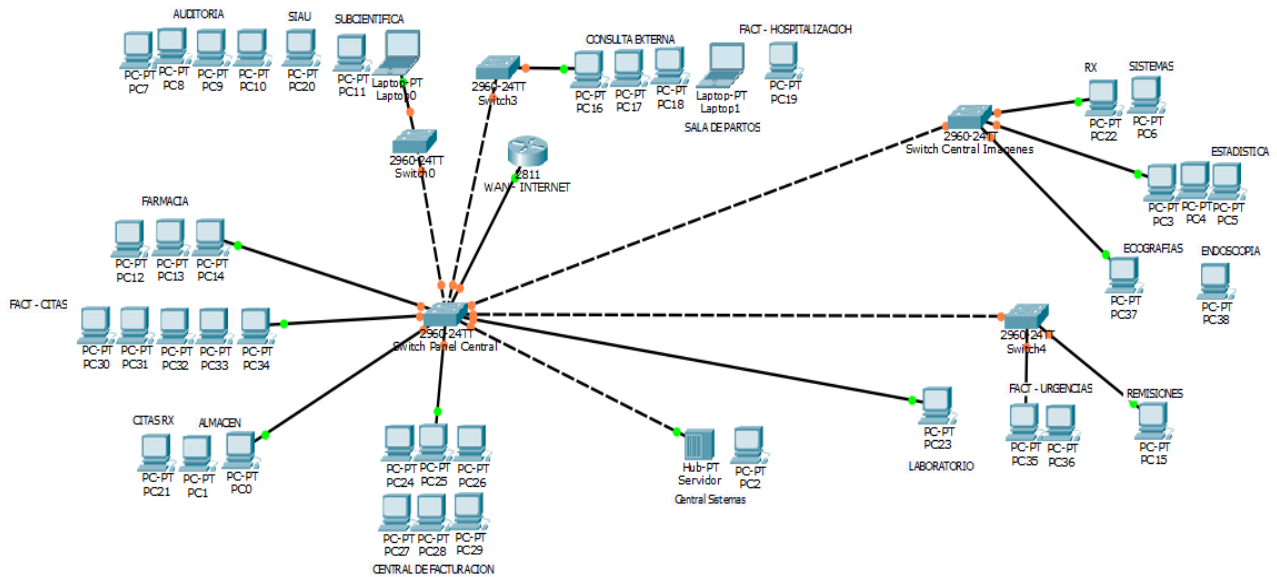 AUDITORIA
SIAU
SUBCIENTIFICA
PC-PT
PC7
PC-PT
PC8
PC-PT
PC9
PC-PT
PC10
PC-PT
PC20
PC-PT
PC11
Laptop-PT
Laptop0
2960-24TT
Switch0
2960-24TT
Switch3
CONSULTA EXTERNA
PC-PT
PC16
PC-PT
PC17
PC-PT
PC18
Laptop-PT
Laptop1
SALA DE PARTOS
FACT - HOSPITALIZACION
PC-PT
PC19
2811
WAN - INTERNET
2960-24TT
Switch Central Imagenes
RX
PC-PT
PC22
SISTEMAS
PC-PT
PC6
ESTADISTICA
PC-PT
PC3
PC-PT
PC4
PC-PT
PC5
ECOGRAFIAS
PC-PT
PC37
ENDOSCOPIA
PC-PT
PC38
FARMACIA
PC-PT
PC12
PC-PT
PC13
PC-PT
PC14
FACT - CITAS
PC-PT
PC30
PC-PT
PC31
PC-PT
PC32
PC-PT
PC33
PC-PT
PC34
2960-24TT
Switch Panel Central
2960-24TT
Switch4
CITAS RX
ALMACEN
PC-PT
PC21
PC-PT
PC1
PC-PT
PC0
PC-PT
PC24
PC-PT
PC25
PC-PT
PC26
PC-PT
PC27
PC-PT
PC28
PC-PT
PC29
CENTRAL DE FACTURACION
Hub-PT
Servidor
PC-PT
PC2
Central Sistemas
PC-PT
PC23
LABORATORIO
FACT - URGENCIAS
PC-PT
PC35
PC-PT
PC36
REMISIONES
PC-PT
PC15